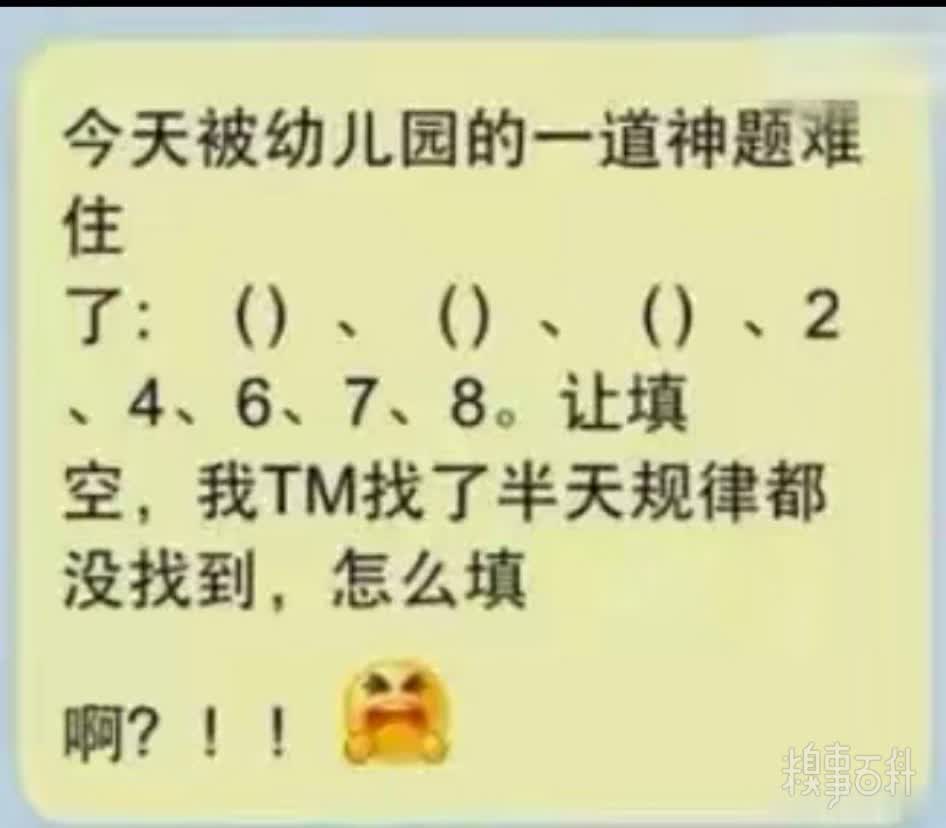 今天被幼儿园的一道神题难
住
了：（）、（）、（）、2
、4、6、7、8。让填
空，我TM找了半天规律都
没找到，怎么填
啊？！！
糗事百科